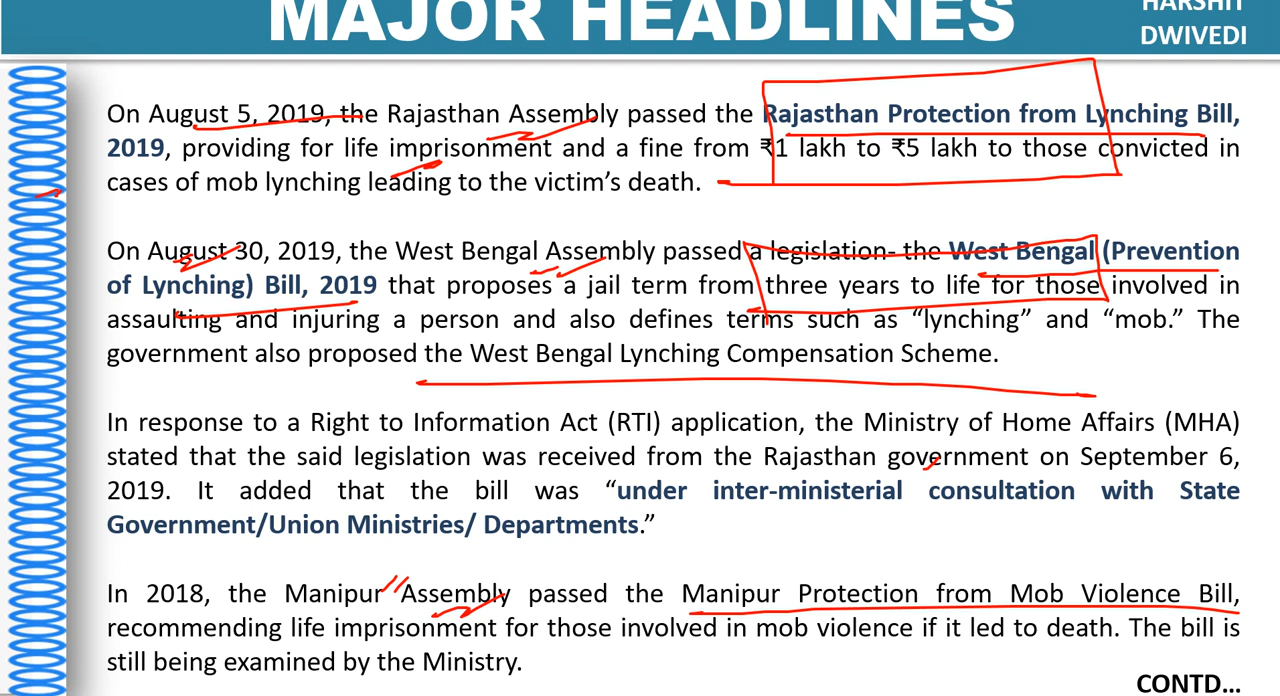 MAJOR HEADLINES
HARSHIT
DWIVEDI
On August 5, 2019, the Rajasthan Assembly passed the Rajasthan Protection from Lynching Bill,
2019, providing for life imprisonment and a fine from ₹1 lakh to ₹5 lakh to those convicted in
cases of mob lynching leading to the victim’s death.
On August 30, 2019, the West Bengal Assembly passed a legislation- the West Bengal (Prevention
of Lynching) Bill, 2019 that proposes a jail term from three years to life for those involved in
assaulting and injuring a person and also defines terms such as “lynching” and “mob.” The
government also proposed the West Bengal Lynching Compensation Scheme.
In response to a Right to Information Act (RTI) application, the Ministry of Home Affairs (MHA)
stated that the said legislation was received from the Rajasthan government on September 6,
2019. It added that the bill was “under inter-ministerial consultation with State
Government/Union Ministries/ Departments.”
In 2018, the Manipur Assembly passed the Manipur Protection from Mob Violence Bill,
recommending life imprisonment for those involved in mob violence if it led to death. The bill is
still being examined by the Ministry.
CONTD...